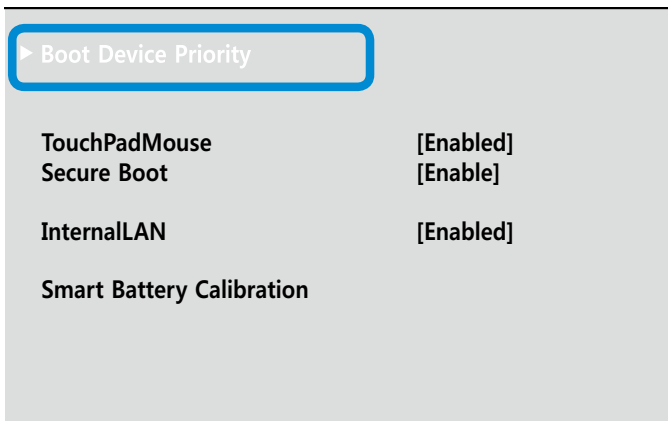 ▶ Boot Device Priority
TouchPadMouse [Enabled]
Secure Boot [Enable]
InternalLAN [Enabled]
Smart Battery Calibration